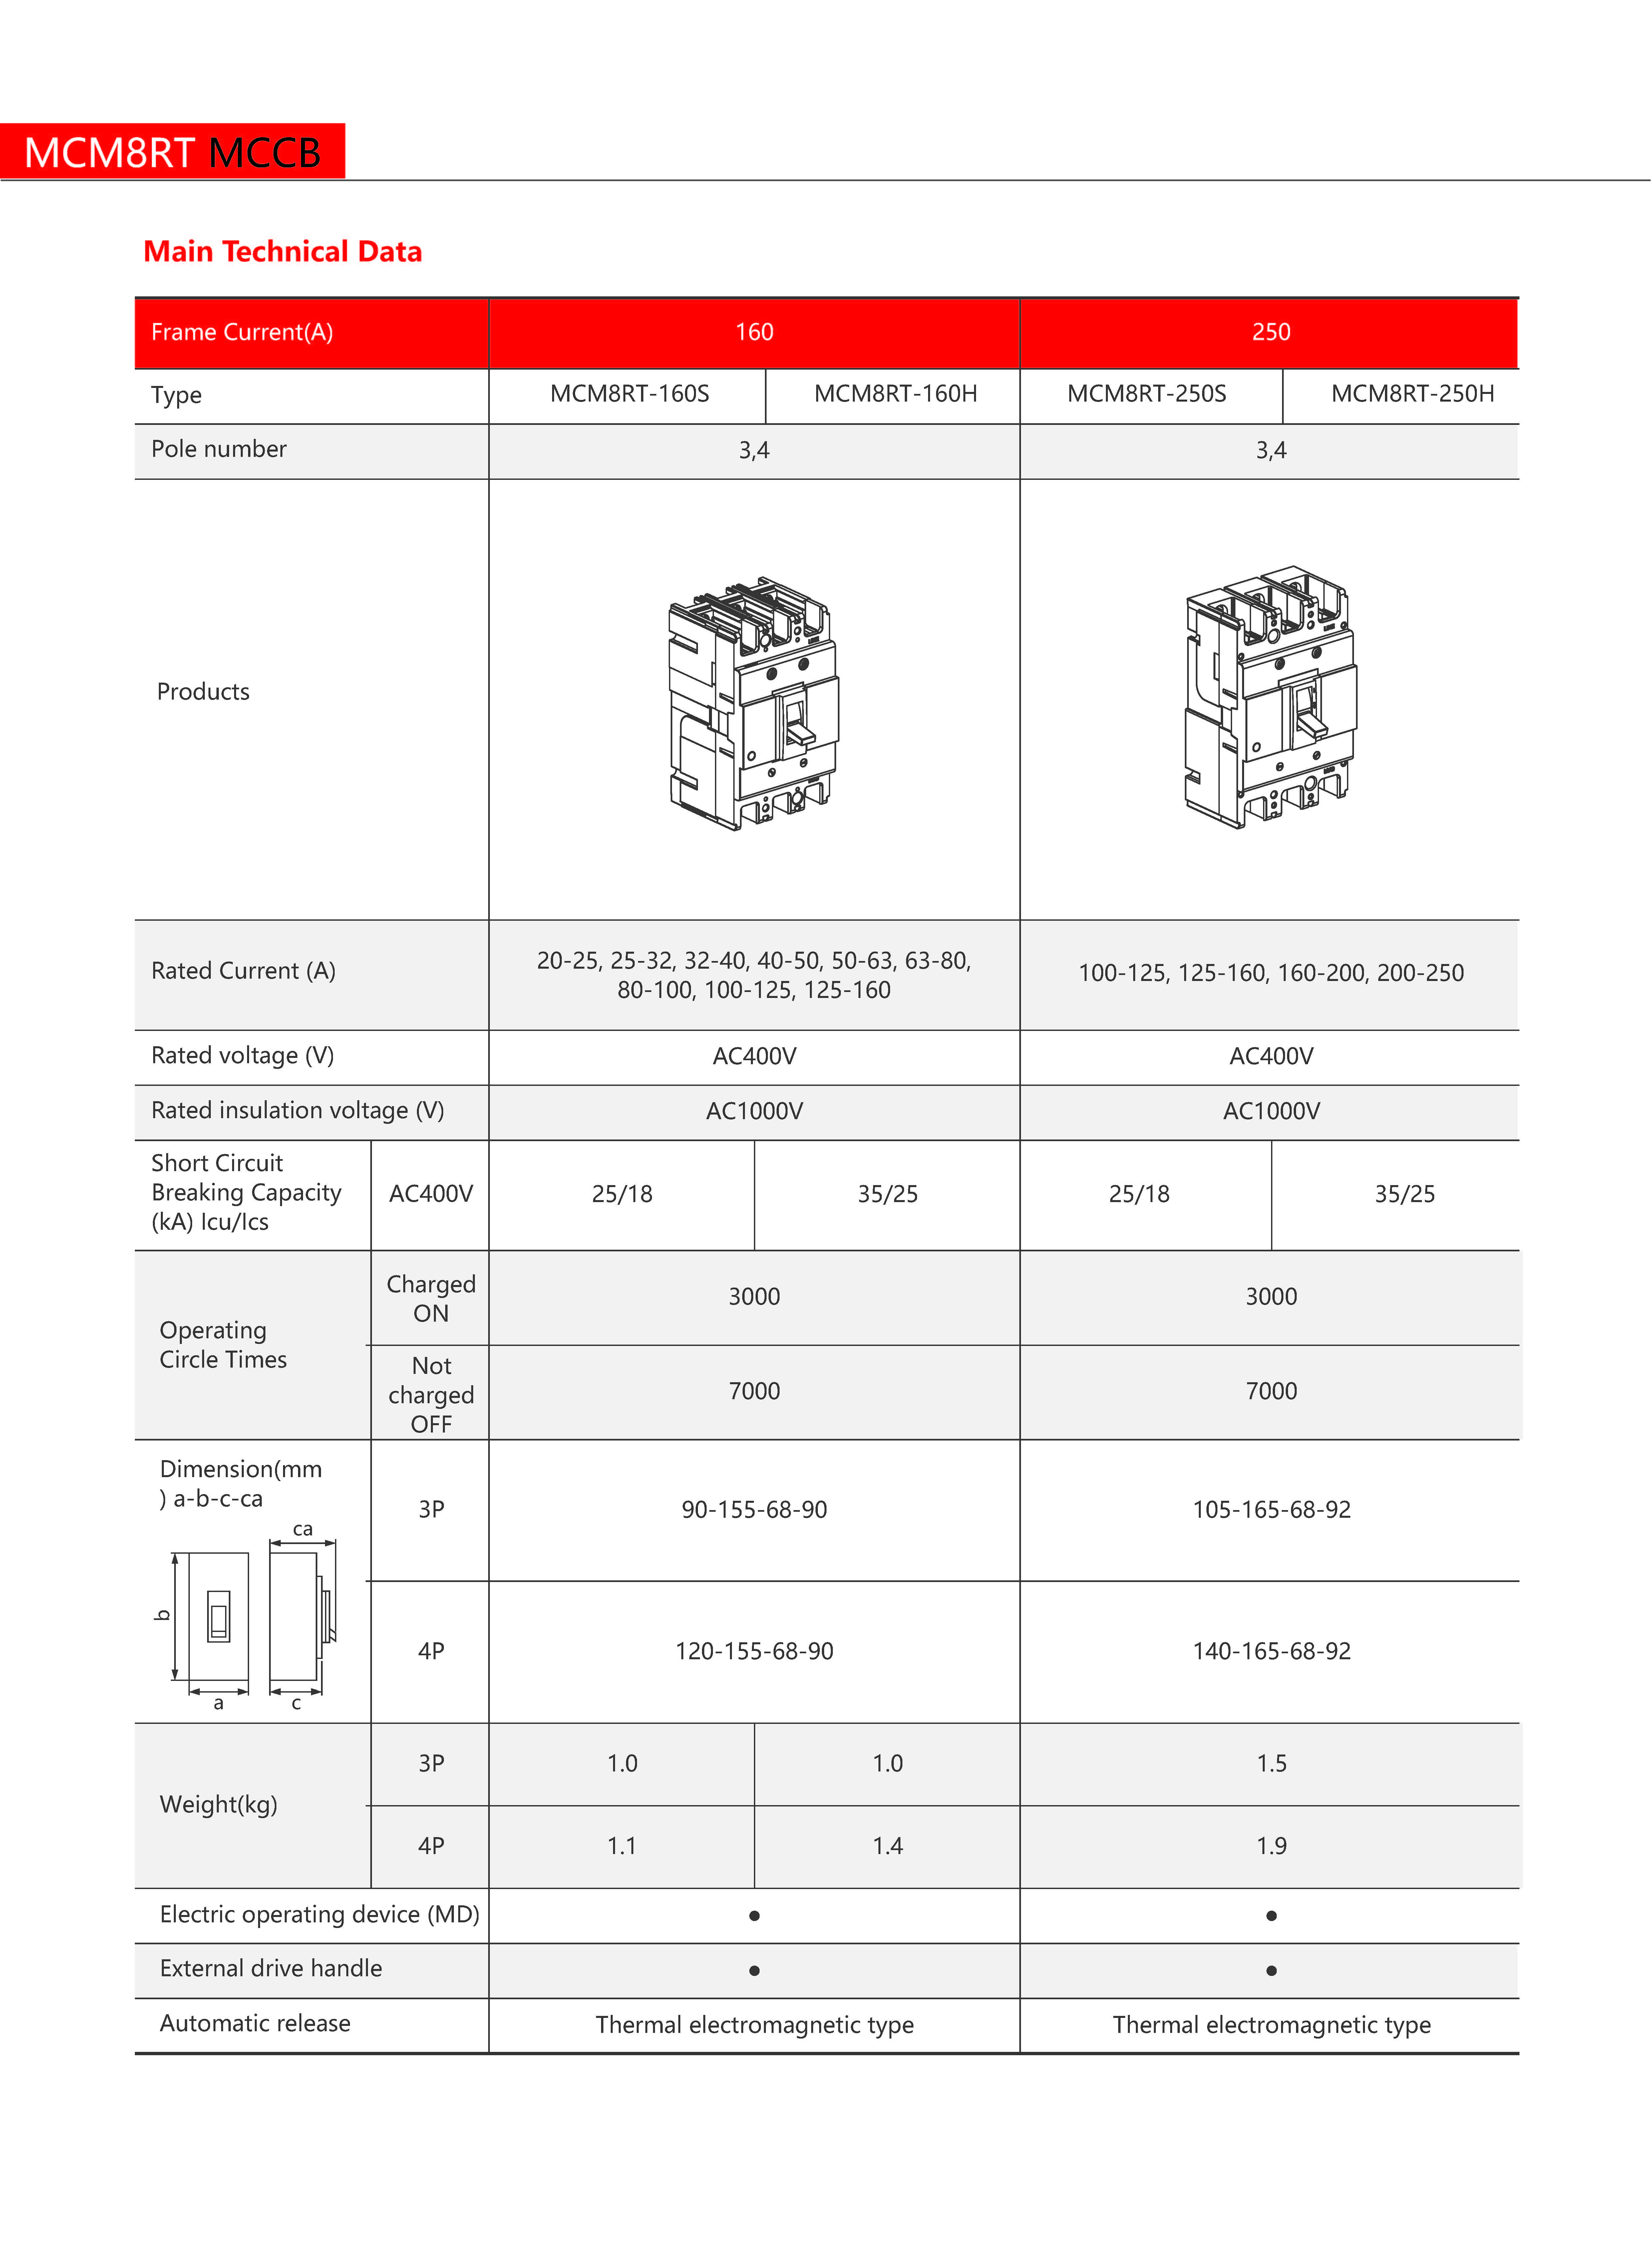 MCM8RT MCCB
Main Technical Data
Frame Current(A) 160 250
Type MCM8RT-160S MCM8RT-160H MCM8RT-250S MCM8RT-250H
Pole number 3,4 3,4
Products
Rated Current (A) 20-25, 25-32, 32-40, 40-50, 50-63, 63-80,
80-100, 100-125, 125-160
100-125, 125-160, 160-200, 200-250
Rated voltage (V) AC400V AC400V
Rated insulation voltage (V) AC1000V AC1000V
Short Circuit
Breaking Capacity
(kA) Icu/Ics
AC400V 25/18 35/25 25/18 35/25
Operating
Circle Times
Charged
ON
3000 3000
Not
charged
OFF
7000 7000
Dimension(mm
) a-b-c-ca
ca
b
a
c
3P 90-155-68-90 105-165-68-92
4P 120-155-68-90 140-165-68-92
Weight(kg)
3P 1.0 1.0 1.5
4P 1.1 1.4 1.9
Electric operating device (MD) ● ●
External drive handle ● ●
Automatic release Thermal electromagnetic type Thermal electromagnetic type